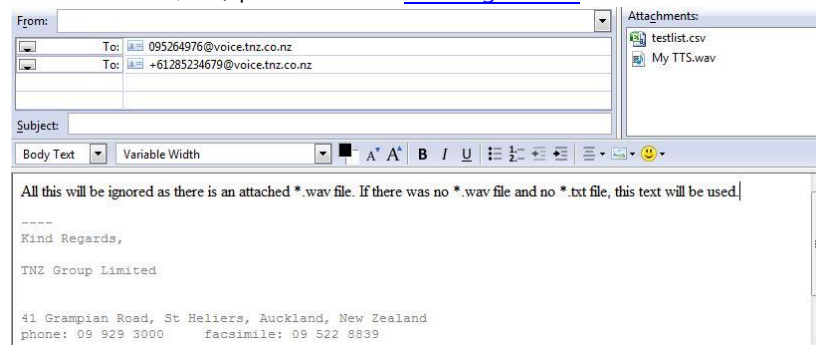 From:
Attachments:
To: 095264976@voice.tnz.co.nz
testlist.csv
To: +61285234679@voice.tnz.co.nz
My TTS.wav
Subject:
Body Text Variable Width A A B I U
All this will be ignored as there is an attached *.wav file. If there was no *.wav file and no *.txt file, this text will be used.
----
Kind Regards,
TNZ Group Limited
41 Grampian Road, St Heliers, Auckland, New Zealand
phone: 09 929 3000 facsimile: 09 522 8839